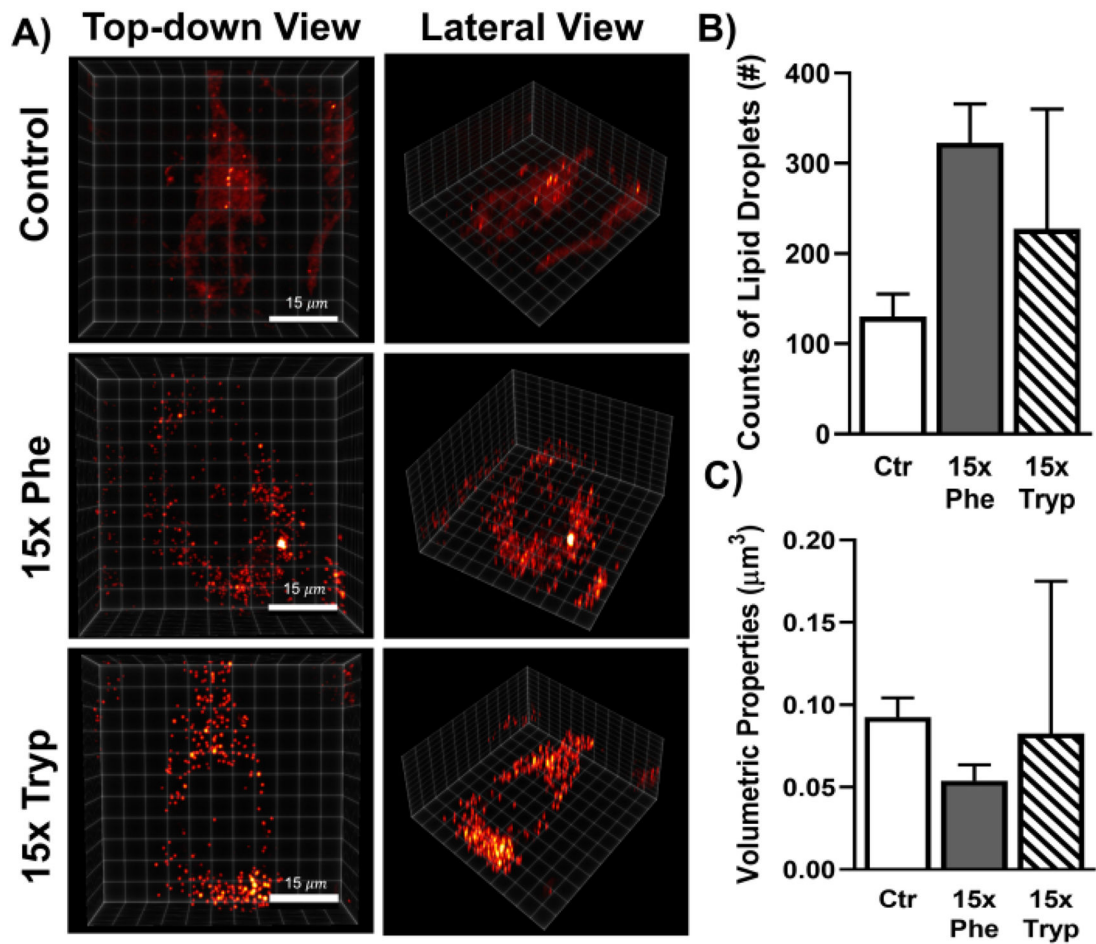 A)
Top-down View
Lateral View
Control
15 μm
15x Phe
15 μm
15x Tryp
15 μm
B)
Counts of Lipid Droplets (#)
400
300
200
100
0
Ctr
15x
Phe
15x
Tryp
C)
Volumetric Properties (μm³)
0.20
0.15
0.10
0.05
0.00
Ctr
15x
Phe
15x
Tryp